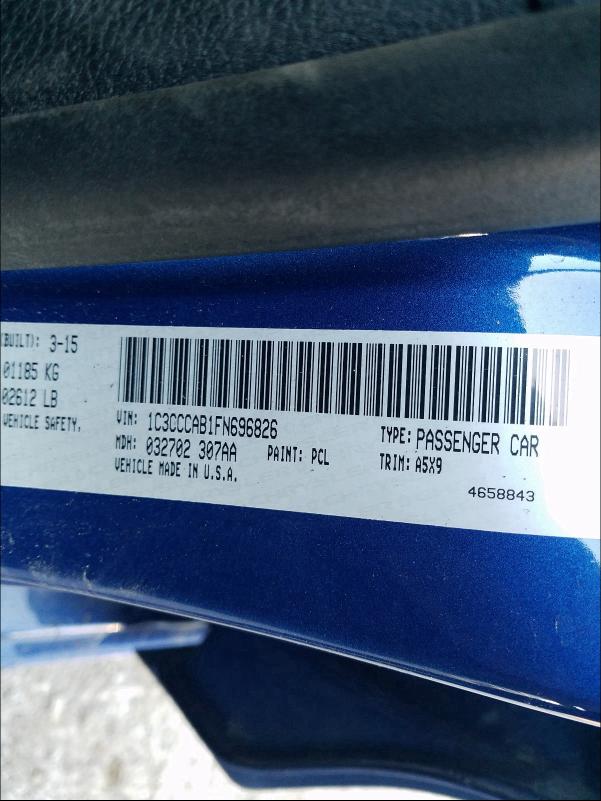 (BUILT): 3-15
01185 KG
02612 LB
VEHICLE SAFETY.
VIN: 1C3CCCAB1FN696826
TYPE: PASSENGER CAR
MDH: 032702 307AA PAINT: PCL
TRIM: A5X9
VEHICLE MADE IN U.S.A.
4658843